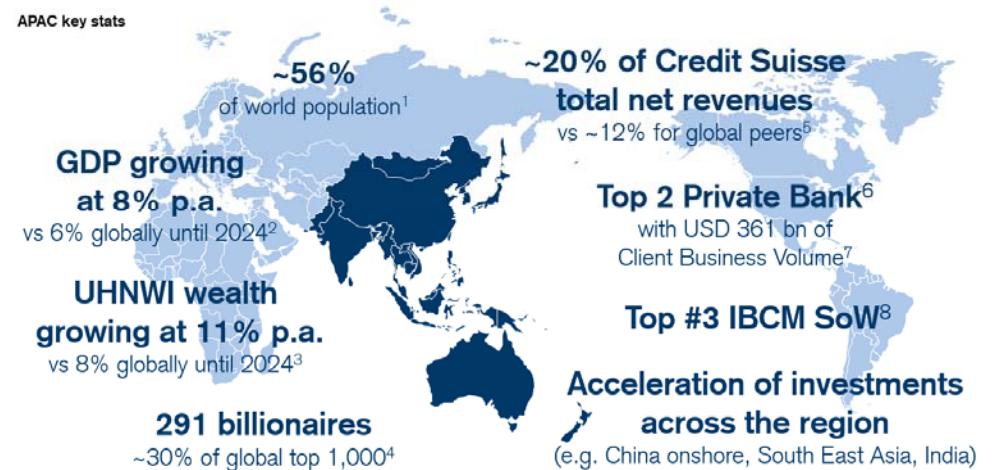 APAC key stats
~56%
of world population¹
GDP growing
at 8% p.a.
vs 6% globally until 2024²
UHNWI wealth
growing at 11% p.a.
vs 8% globally until 2024³
291 billionaires
~30% of global top 1,000⁴
~20% of Credit Suisse
total net revenues
vs ~12% for global peers⁵
Top 2 Private Bank⁶
with USD 361 bn of
Client Business Volume⁷
Top #3 IBCM SoW⁸
Acceleration of investments
across the region
(e.g. China onshore, South East Asia, India)